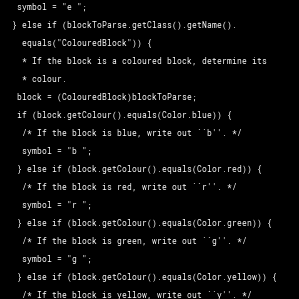 symbol = "e ";
} else if (blockToParse.getClass().getName().
equals("ColouredBlock")) {
* If the block is a coloured block, determine its
* colour.
block = (ColouredBlock)blockToParse;
if (block.getColour().equals(Color.blue)) {
/* If the block is blue, write out ``b''. */
symbol = "b ";
} else if (block.getColour().equals(Color.red)) {
/* If the block is red, write out ``r''. */
symbol = "r ";
} else if (block.getColour().equals(Color.green)) {
/* If the block is green, write out ``g''. */
symbol = "g ";
} else if (block.getColour().equals(Color.yellow)) {
/* If the block is yellow, write out ``y''. */